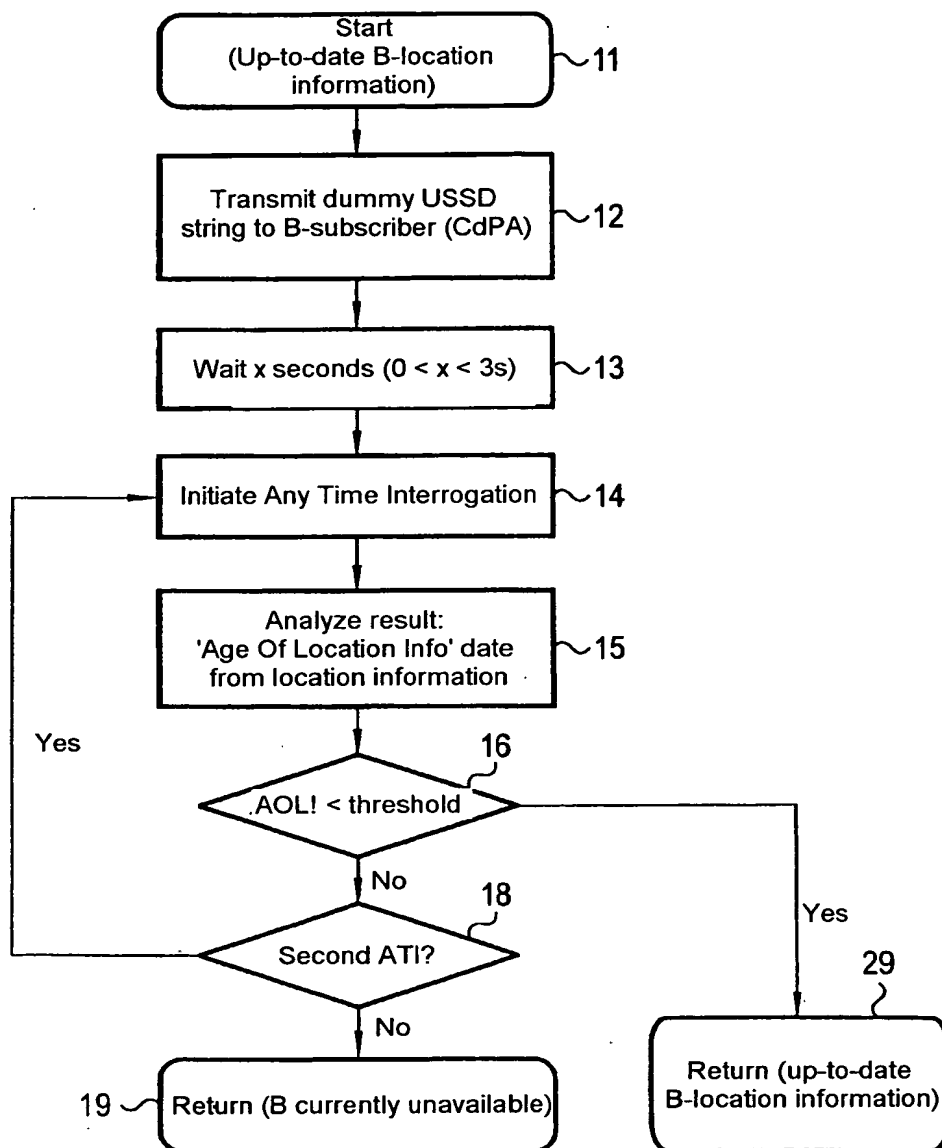 Start
(Up-to-date B-location
information)
11
Transmit dummy USSD
string to B-subscriber (CdPA)
12
Wait x seconds (0 < x < 3s)
13
Initiate Any Time Interrogation
14
Analyze result:
'Age Of Location Info' date
from location information
15
Yes
16
.AOL! < threshold
No
Yes
18
Second ATI?
No
29
19
Return (B currently unavailable)
Return (up-to-date
B-location information)